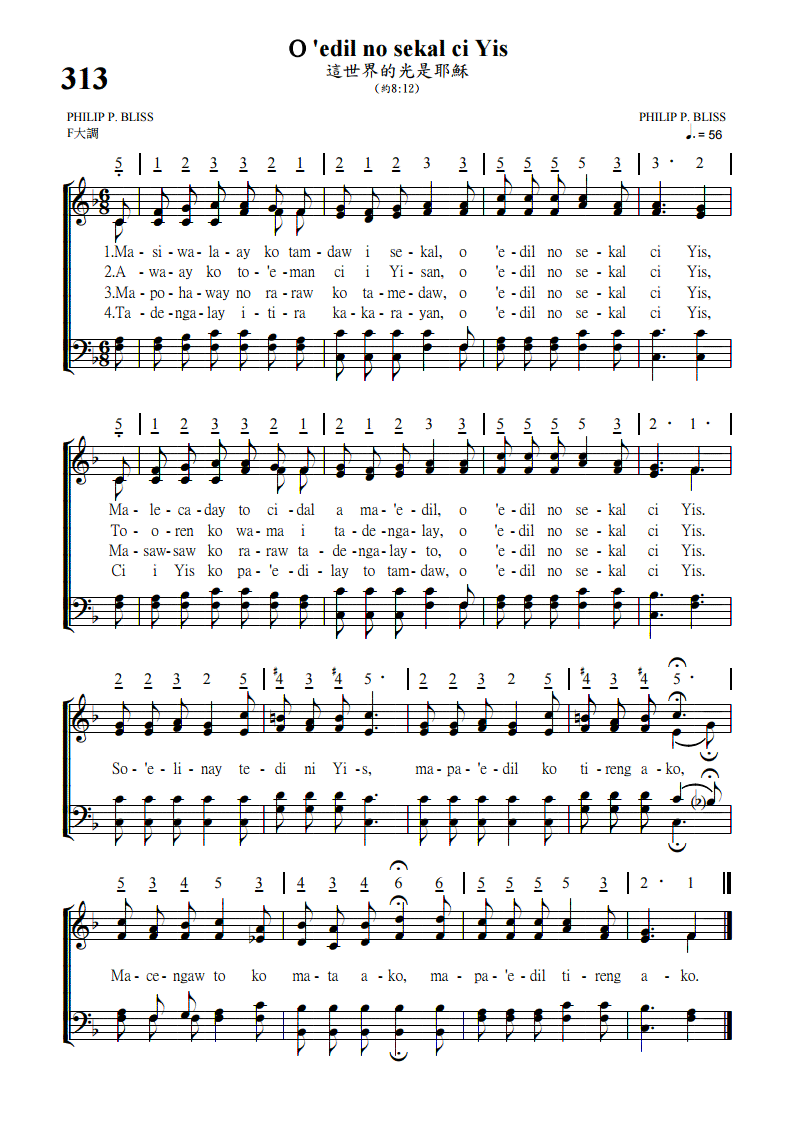 O 'edil no sekal ci Yis
313
這世界的光是耶穌
(約8:12)
PHILIP P. BLISS
PHILIP P. BLISS
F大調
♩. = 56
5 | 1 2 3 3 2 1 | 2 1 2 3 3 | 5 5 5 5 3 | 3 · 2 |
1.Ma - si - wa - la - ay ko tam - daw i se - kal, o 'e - dil no se - kal ci Yis,
2.A - wa - ay ko to - 'e - man ci i Yi - san, o 'e - dil no se - kal ci Yis,
3.Ma - po - ha - way no ra - raw ko ta - me - daw, o 'e - dil no se - kal ci Yis,
4.Ta - de - nga - lay i - ti - ra ka - ka - ra - yan, o 'e - dil no se - kal ci Yis,
5 | 1 2 3 3 2 1 | 2 1 2 3 3 | 5 5 5 5 3 | 2 · 1 · |
Ma - le - ca - day to ci - dal a ma - 'e - dil, o 'e - dil no se - kal ci Yis.
To - o - ren ko wa - ma i ta - de - nga - lay, o 'e - dil no se - kal ci Yis.
Ma - saw - saw ko ra - raw ta - de - nga - lay - to, o 'e - dil no se - kal ci Yis.
Ci i Yis ko pa - 'e - di - lay to tam - daw, o 'e - dil no se - kal ci Yis.
2 2 3 2 5 | #4 3 #4 5 · | 2 2 3 2 5 | #4 3 #4 5 · |
So - 'e - li - nay te - di ni Yi - s, ma - pa - 'e - dil ko ti - reng a - ko,
5 3 4 5 3 | 4 3 4 6 6 | 5 5 5 5 3 | 2 · 1 ||
Ma - ce - ngaw to ko ma - ta a - ko, ma - pa - 'e - dil ti - reng a - ko.